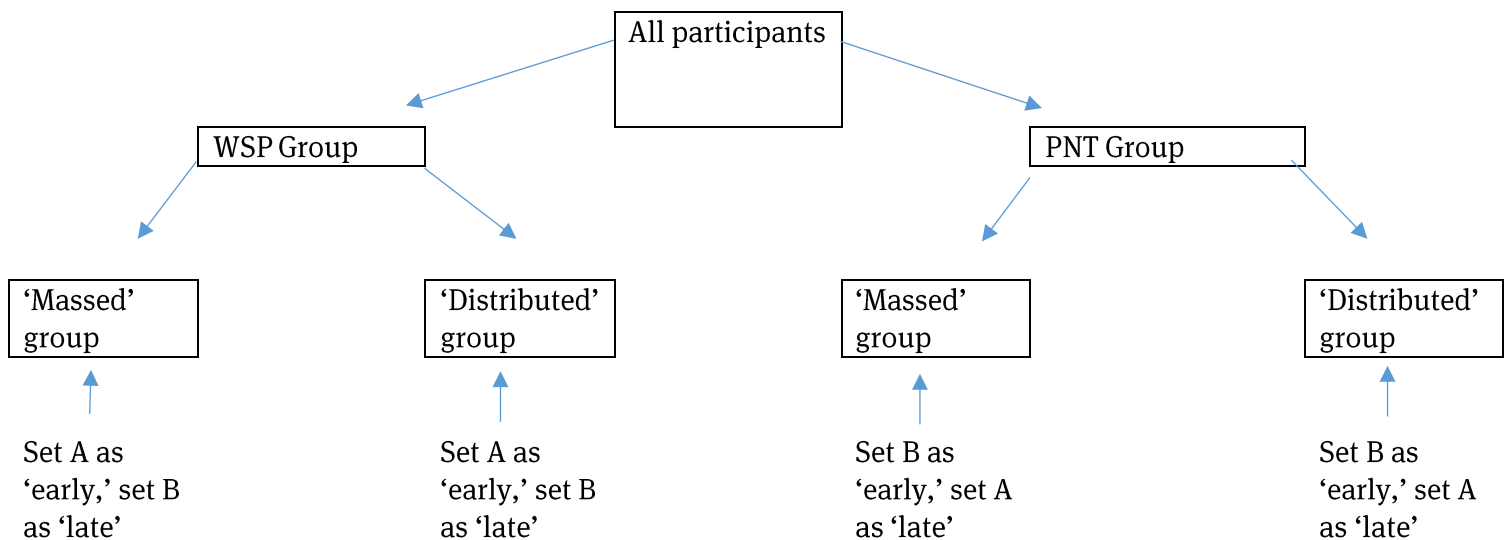 All participants
WSP Group
PNT Group
‘Massed’
group
‘Distributed’
group
‘Massed’
group
‘Distributed’
group
Set A as
‘early,’ set B
as ‘late’
Set A as
‘early,’ set B
as ‘late’
Set B as
‘early,’ set A
as ‘late’
Set B as
‘early,’ set A
as ‘late’